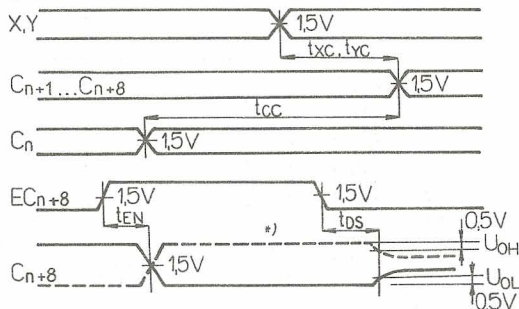 X,Y
1,5V
tXC, tYC
Cn+1 ... Cn+8
1,5V
tCC
Cn
1,5V
ECn+8
1,5V
1,5V
tEN
*)
tDS
0,5V
UOH
Cn+8
1,5V
UOL
0,5V